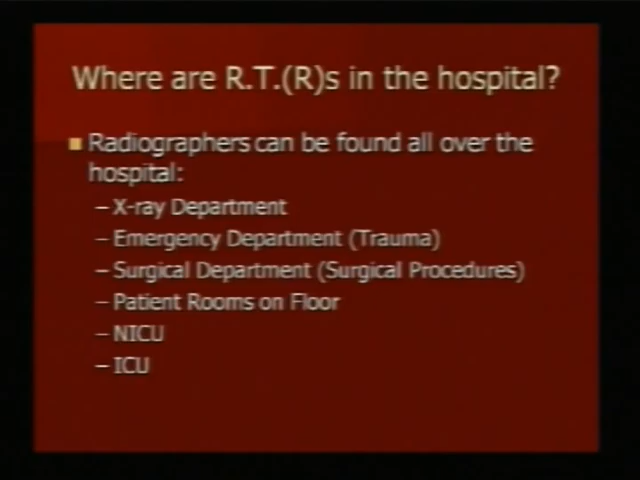 Where are R.T.(R)s in the hospital?
Radiographers can be found all over the
hospital:
– X-ray Department
– Emergency Department (Trauma)
– Surgical Department (Surgical Procedures)
– Patient Rooms on Floor
– NICU
– ICU